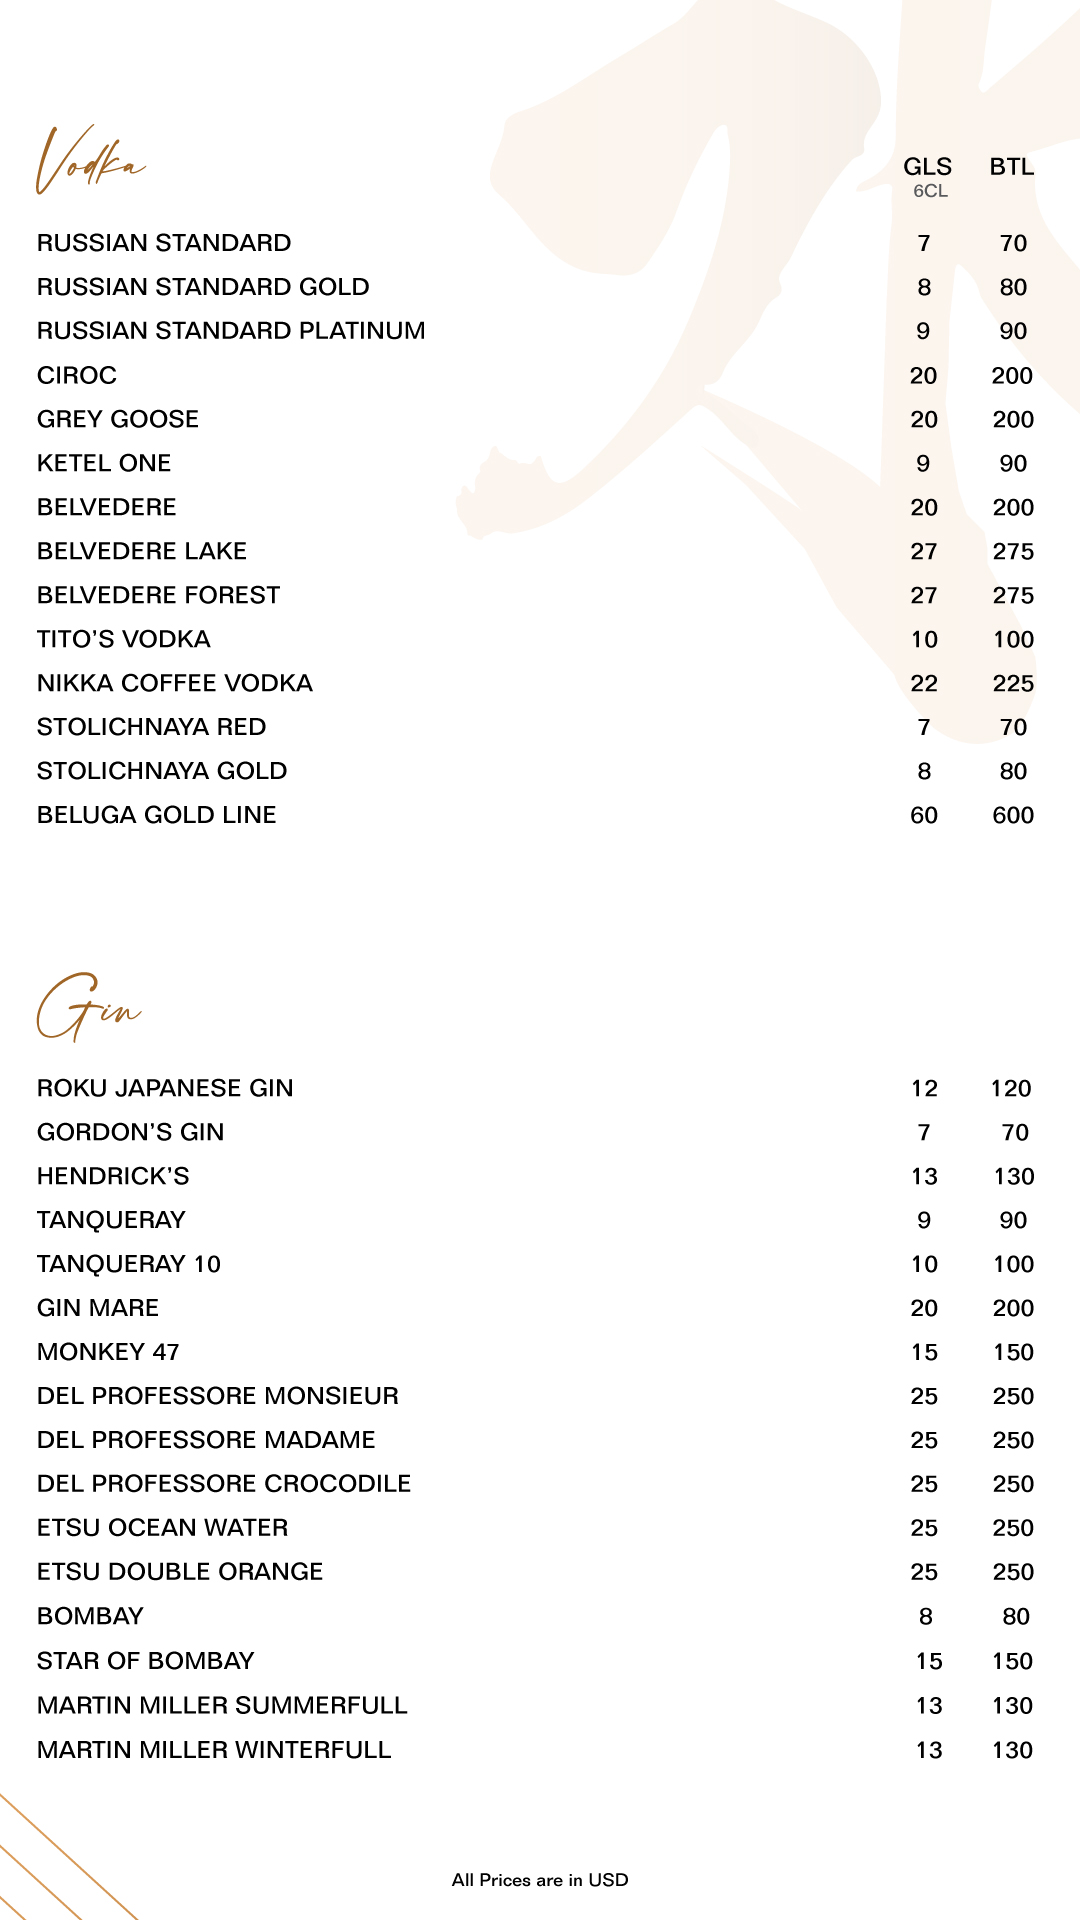 Vodka
GLS BTL
6CL
RUSSIAN STANDARD 7 70
RUSSIAN STANDARD GOLD 8 80
RUSSIAN STANDARD PLATINUM 9 90
CIROC 20 200
GREY GOOSE 20 200
KETEL ONE 9 90
BELVEDERE 20 200
BELVEDERE LAKE 27 275
BELVEDERE FOREST 27 275
TITO’S VODKA 10 100
NIKKA COFFEE VODKA 22 225
STOLICHNAYA RED 7 70
STOLICHNAYA GOLD 8 80
BELUGA GOLD LINE 60 600
Gin
ROKU JAPANESE GIN 12 120
GORDON’S GIN 7 70
HENDRICK’S 13 130
TANQUERAY 9 90
TANQUERAY 10 10 100
GIN MARE 20 200
MONKEY 47 15 150
DEL PROFESSORE MONSIEUR 25 250
DEL PROFESSORE MADAME 25 250
DEL PROFESSORE CROCODILE 25 250
ETSU OCEAN WATER 25 250
ETSU DOUBLE ORANGE 25 250
BOMBAY 8 80
STAR OF BOMBAY 15 150
MARTIN MILLER SUMMERFULL 13 130
MARTIN MILLER WINTERFULL 13 130
All Prices are in USD